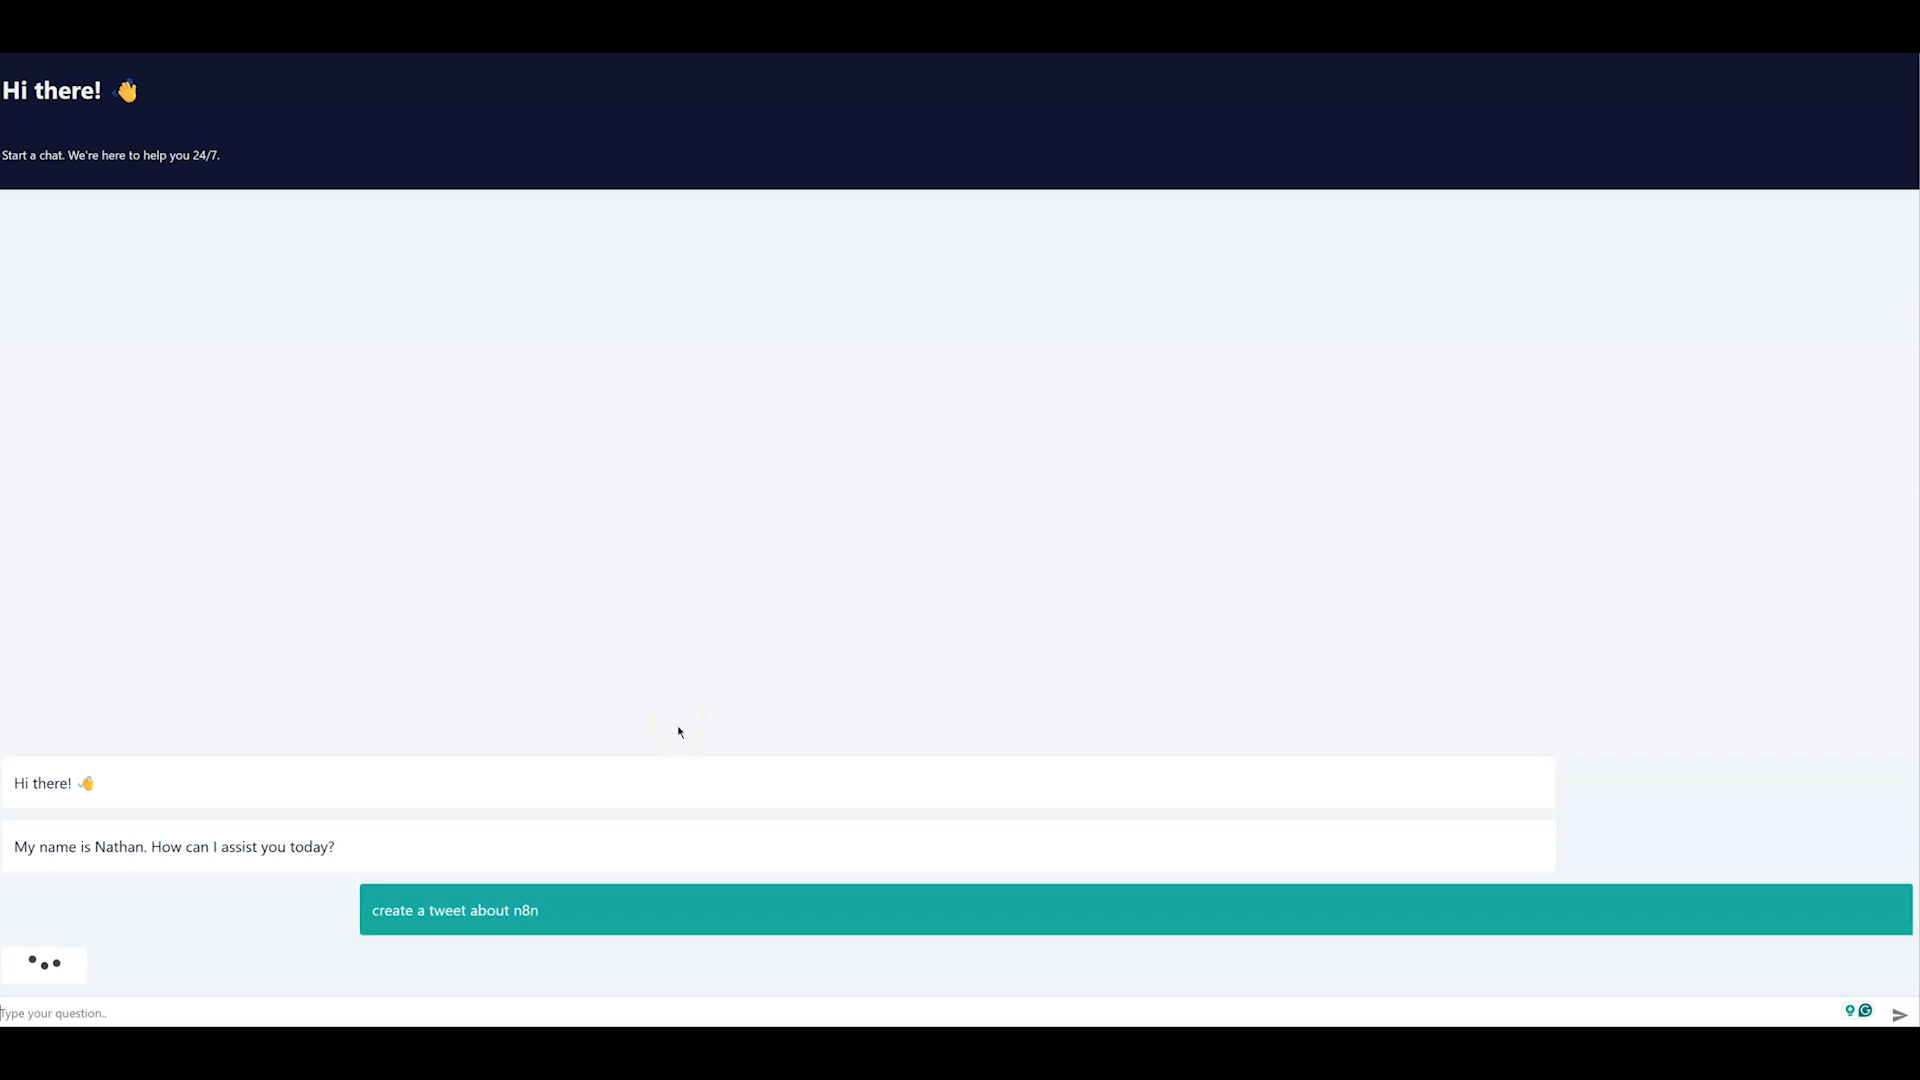 Hi there! 👋
Start a chat. We're here to help you 24/7.
Hi there! 👋
My name is Nathan. How can I assist you today?
create a tweet about n8n
Type your question..